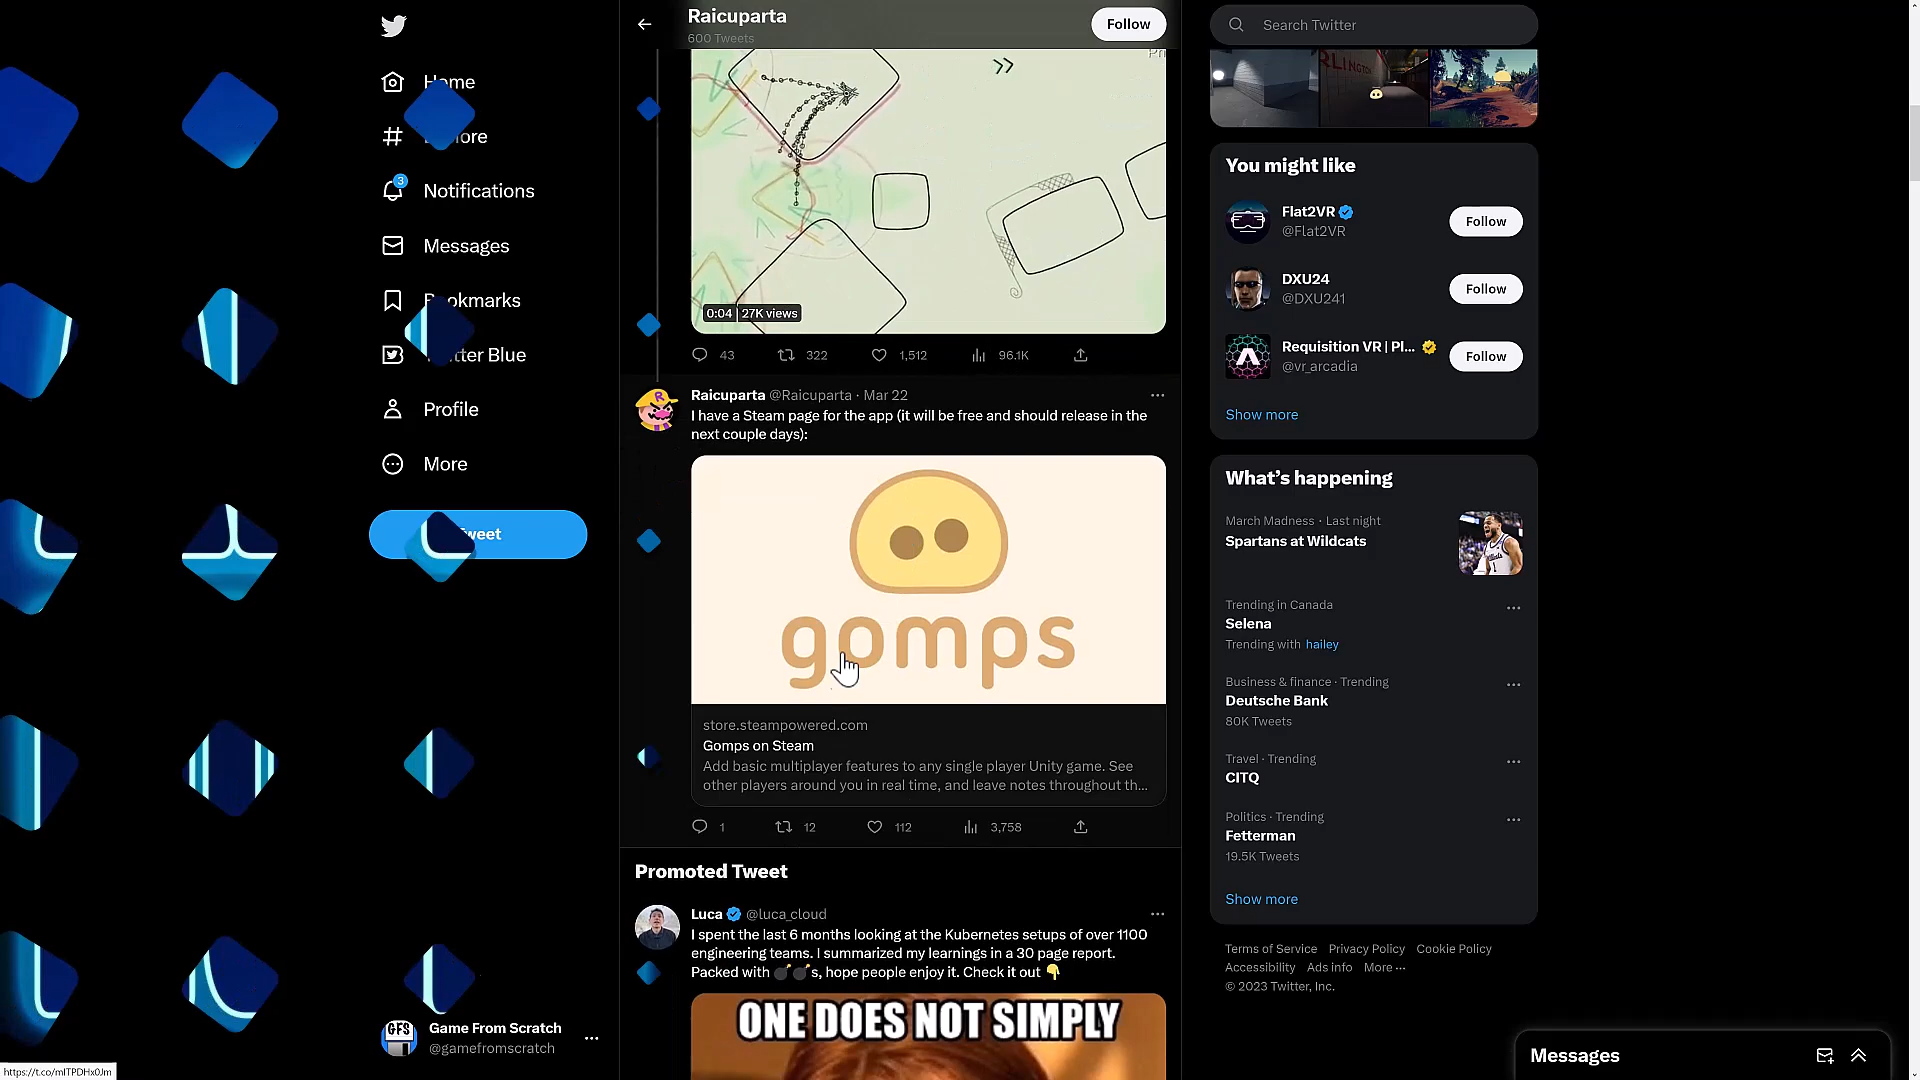 Home
Notifications
Messages
Bookmarks
Profile
More
GFS
Game From Scratch
@gamefromscratch
https://t.co/mlTPDHx0Jm
Raicuparta
600 Tweets
Follow
0:04 27K views
43 322 1,512 96.1K
Raicuparta @Raicuparta · Mar 22
I have a Steam page for the app (it will be free and should release in the
next couple days):
gomps
store.steampowered.com
Gomps on Steam
Add basic multiplayer features to any single player Unity game. See
other players around you in real time, and leave notes throughout th...
1 12 112 3,758
Promoted Tweet
Luca @luca_cloud
I spent the last 6 months looking at the Kubernetes setups of over 1100
engineering teams. I summarized my learnings in a 30 page report.
Packed with 💣💣s, hope people enjoy it. Check it out 👇
ONE DOES NOT SIMPLY
Search Twitter
You might like
Flat2VR
@Flat2VR
Follow
DXU24
@DXU241
Follow
Requisition VR | Pl...
@vr_arcadia
Follow
Show more
What's happening
March Madness · Last night
Spartans at Wildcats
Trending in Canada
Selena
Trending with hailey
Business & finance · Trending
Deutsche Bank
80K Tweets
Travel · Trending
CITQ
Politics · Trending
Fetterman
19.5K Tweets
Show more
Terms of Service Privacy Policy Cookie Policy
Accessibility Ads info More ···
© 2023 Twitter, Inc.
Messages